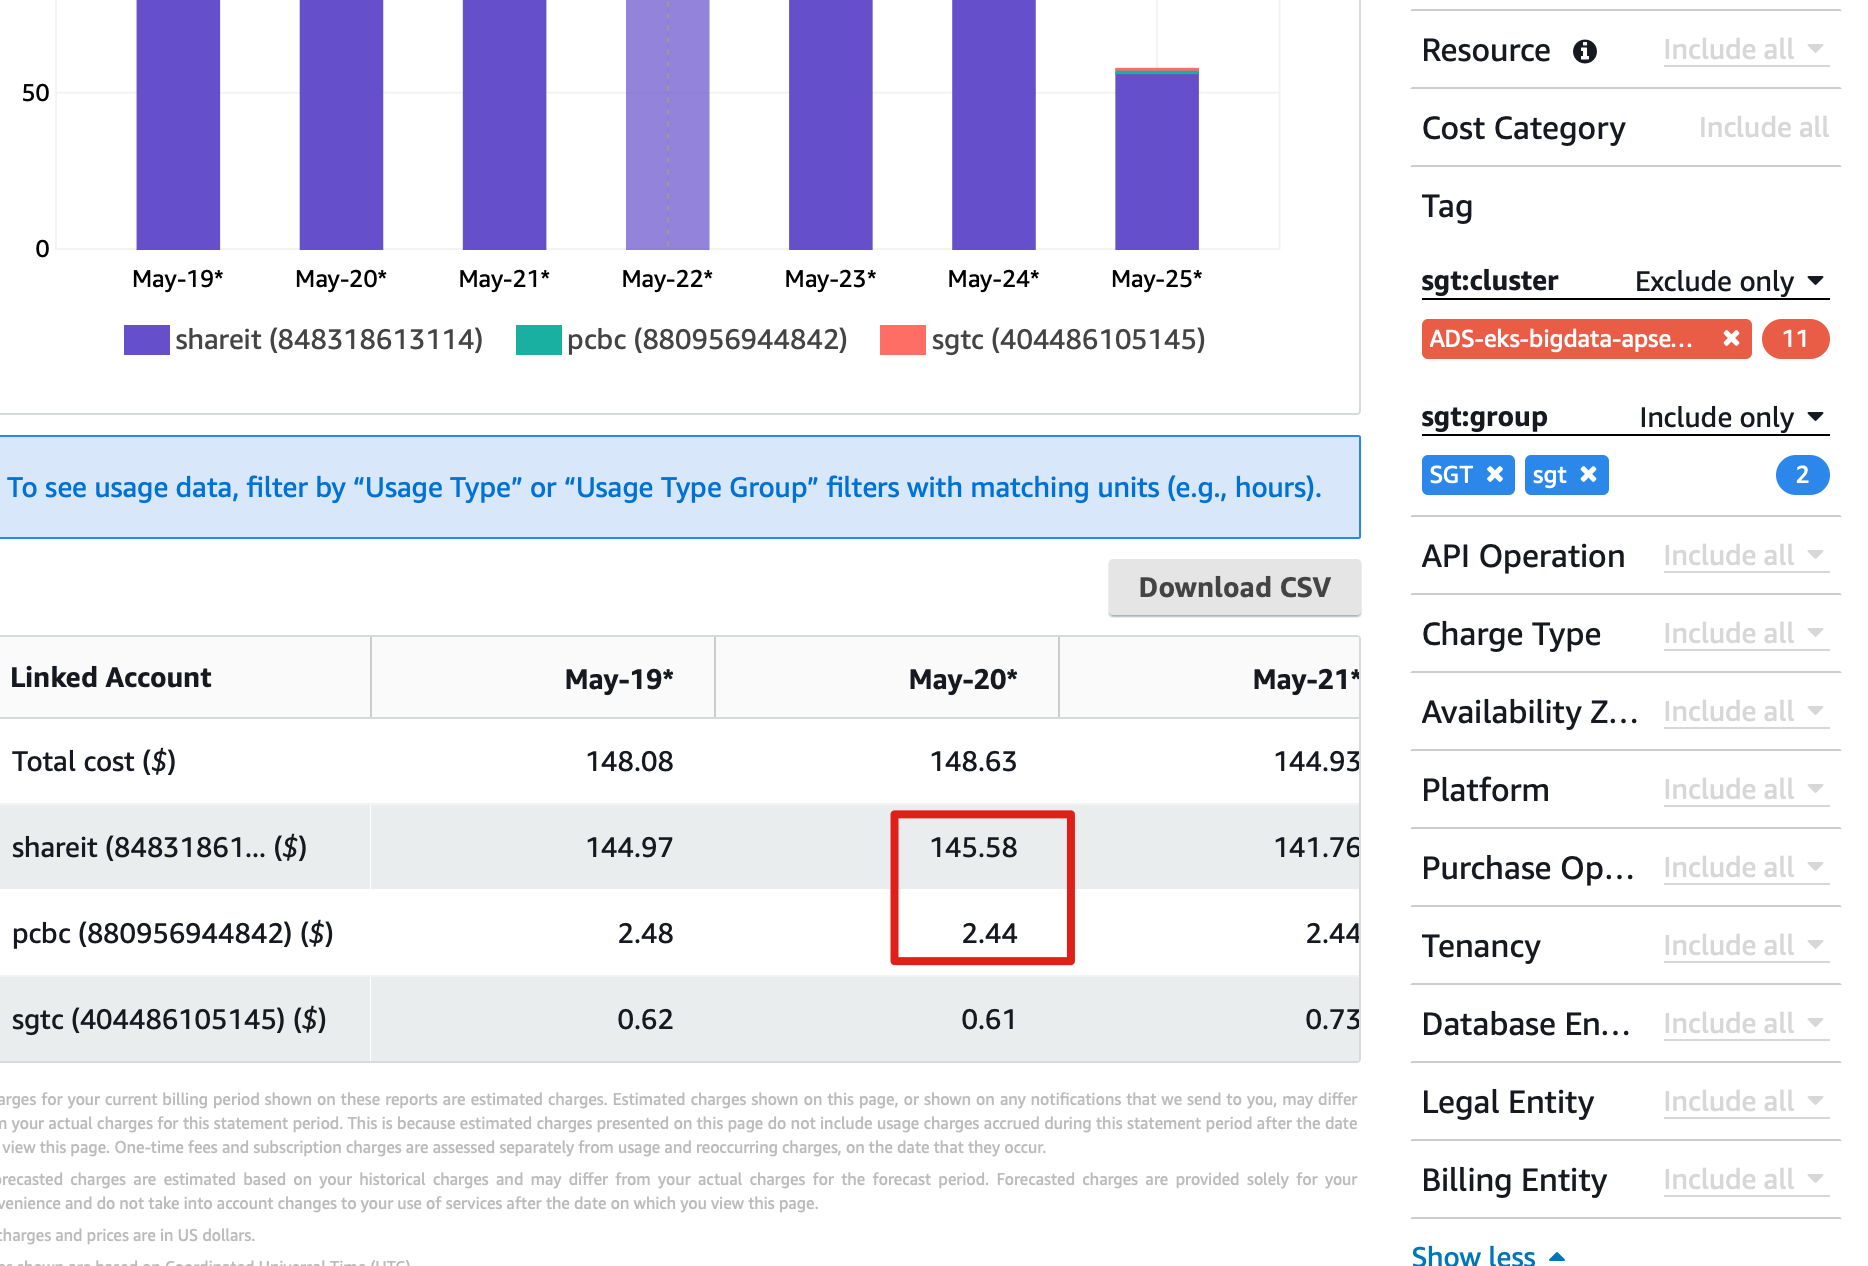 50
0
May-19* May-20* May-21* May-22* May-23* May-24* May-25*
shareit (848318613114) pcbc (880956944842) sgtc (404486105145)
To see usage data, filter by “Usage Type” or “Usage Type Group” filters with matching units (e.g., hours).
Download CSV
Linked Account May-19* May-20* May-21*
Total cost ($) 148.08 148.63 144.93
shareit (84831861... ($) 144.97 145.58 141.76
pcbc (880956944842) ($) 2.48 2.44 2.44
sgtc (404486105145) ($) 0.62 0.61 0.73
for your current billing period shown on these reports are estimated charges. Estimated charges shown on this page, or shown on any notifications that we send to you, may differ
your actual charges for this statement period. This is because estimated charges presented on this page do not include usage charges accrued during this statement period after the date
view this page. One-time fees and subscription charges are assessed separately from usage and reoccurring charges, on the date that they occur.
charges are estimated based on your historical charges and may differ from your actual charges for the forecast period. Forecasted charges are provided solely for your
and do not take into account changes to your use of services after the date on which you view this page.
charges and prices are in US dollars.
Resource Include all
Cost Category Include all
Tag
sgt:cluster Exclude only
ADS-eks-bigdata-apse... 11
sgt:group Include only
SGT sgt 2
API Operation Include all
Charge Type Include all
Availability Z... Include all
Platform Include all
Purchase Op... Include all
Tenancy Include all
Database En... Include all
Legal Entity Include all
Billing Entity Include all
Show less